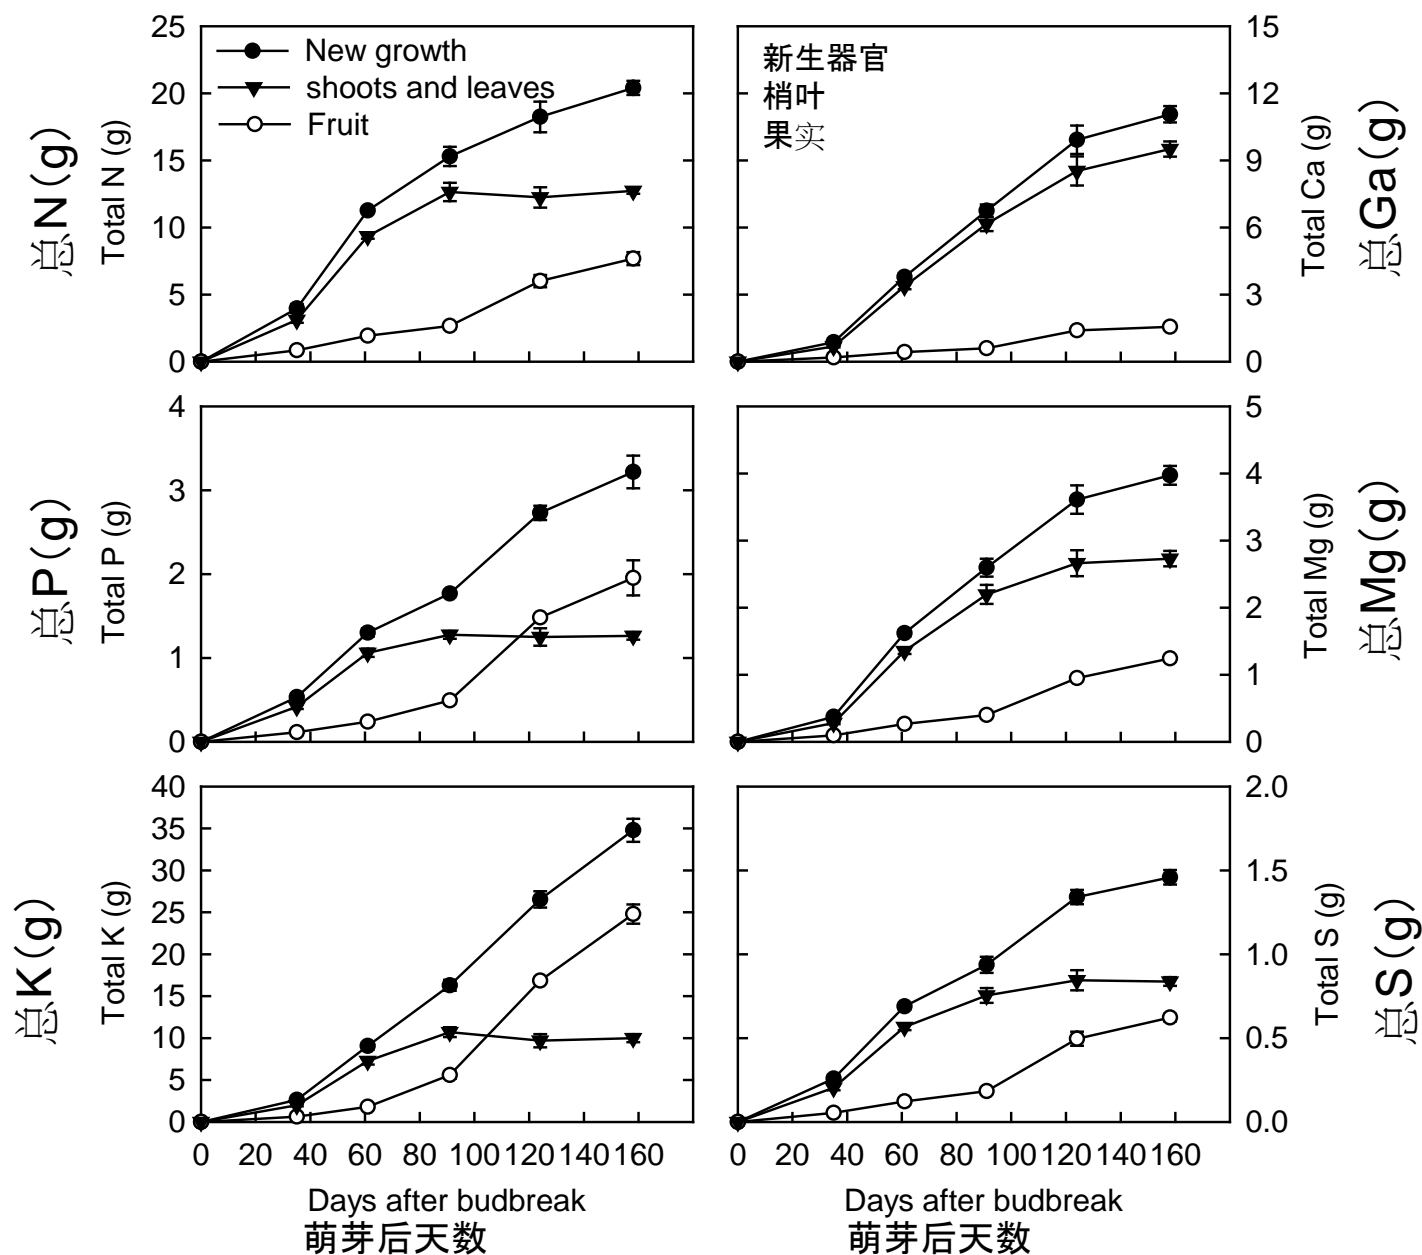 New growth
shoots and leaves
Fruit
新生器官
梢叶
果实
总N(g)
Total N (g)
25
20
15
10
5
0
15
12
9
6
3
0
Total Ca (g)
总Ga(g)
总P(g)
Total P (g)
4
3
2
1
0
5
4
3
2
1
0
Total Mg (g)
总Mg(g)
总K(g)
Total K (g)
40
35
30
25
20
15
10
5
0
2.0
1.5
1.0
0.5
0.0
Total S (g)
总S(g)
0 20 40 60 80 100 120 140 160
0 20 40 60 80 100 120 140 160
Days after budbreak
Days after budbreak
萌芽后天数
萌芽后天数